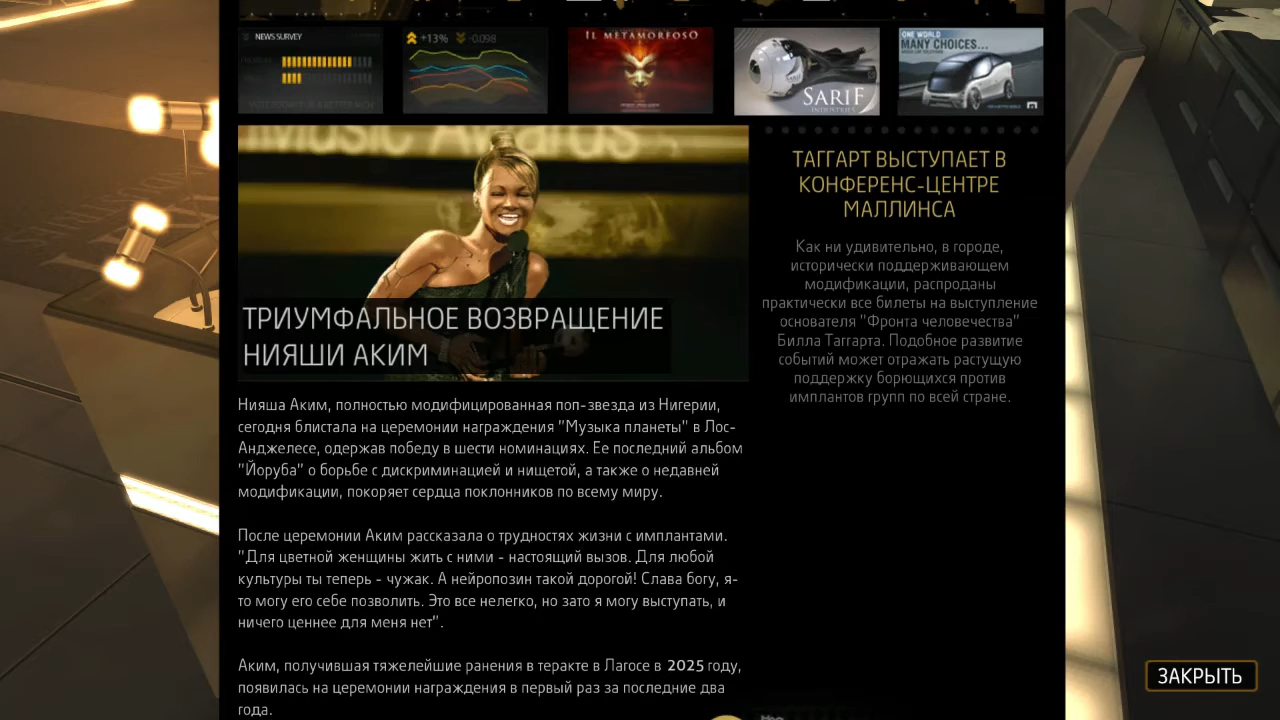 NEWS SURVEY
+13%
-0.098
IL METAMORFOSO
SARIF
INDUSTRIES
ONE WORLD
MANY CHOICES...
Music Awards
ТРИУМФАЛЬНОЕ ВОЗВРАЩЕНИЕ
НИЯШИ АКИМ
Нияша Аким, полностью модифицированная поп-звезда из Нигерии,
сегодня блистала на церемонии награждения "Музыка планеты" в Лос-
Анджелесе, одержав победу в шести номинациях. Ее последний альбом
"Йоруба" о борьбе с дискриминацией и нищетой, а также о недавней
модификации, покоряет сердца поклонников по всему миру.
После церемонии Аким рассказала о трудностях жизни с имплантами.
"Для цветной женщины жить с ними - настоящий вызов. Для любой
культуры ты теперь - чужак. А нейропозин такой дорогой! Слава богу, я-
то могу его себе позволить. Это все нелегко, но зато я могу выступать, и
ничего ценнее для меня нет".
Аким, получившая тяжелейшие ранения в теракте в Лагосе в 2025 году,
появилась на церемонии награждения в первый раз за последние два
года.
ТАГГАРТ ВЫСТУПАЕТ В
КОНФЕРЕНС-ЦЕНТРЕ
МАЛЛИНСА
Как ни удивительно, в городе,
исторически поддерживающем
модификации, распроданы
практически все билеты на выступление
основателя "Фронта человечества"
Билла Таггарта. Подобное развитие
событий может отражать растущую
поддержку борющихся против
имплантов групп по всей стране.
ЗАКРЫТЬ